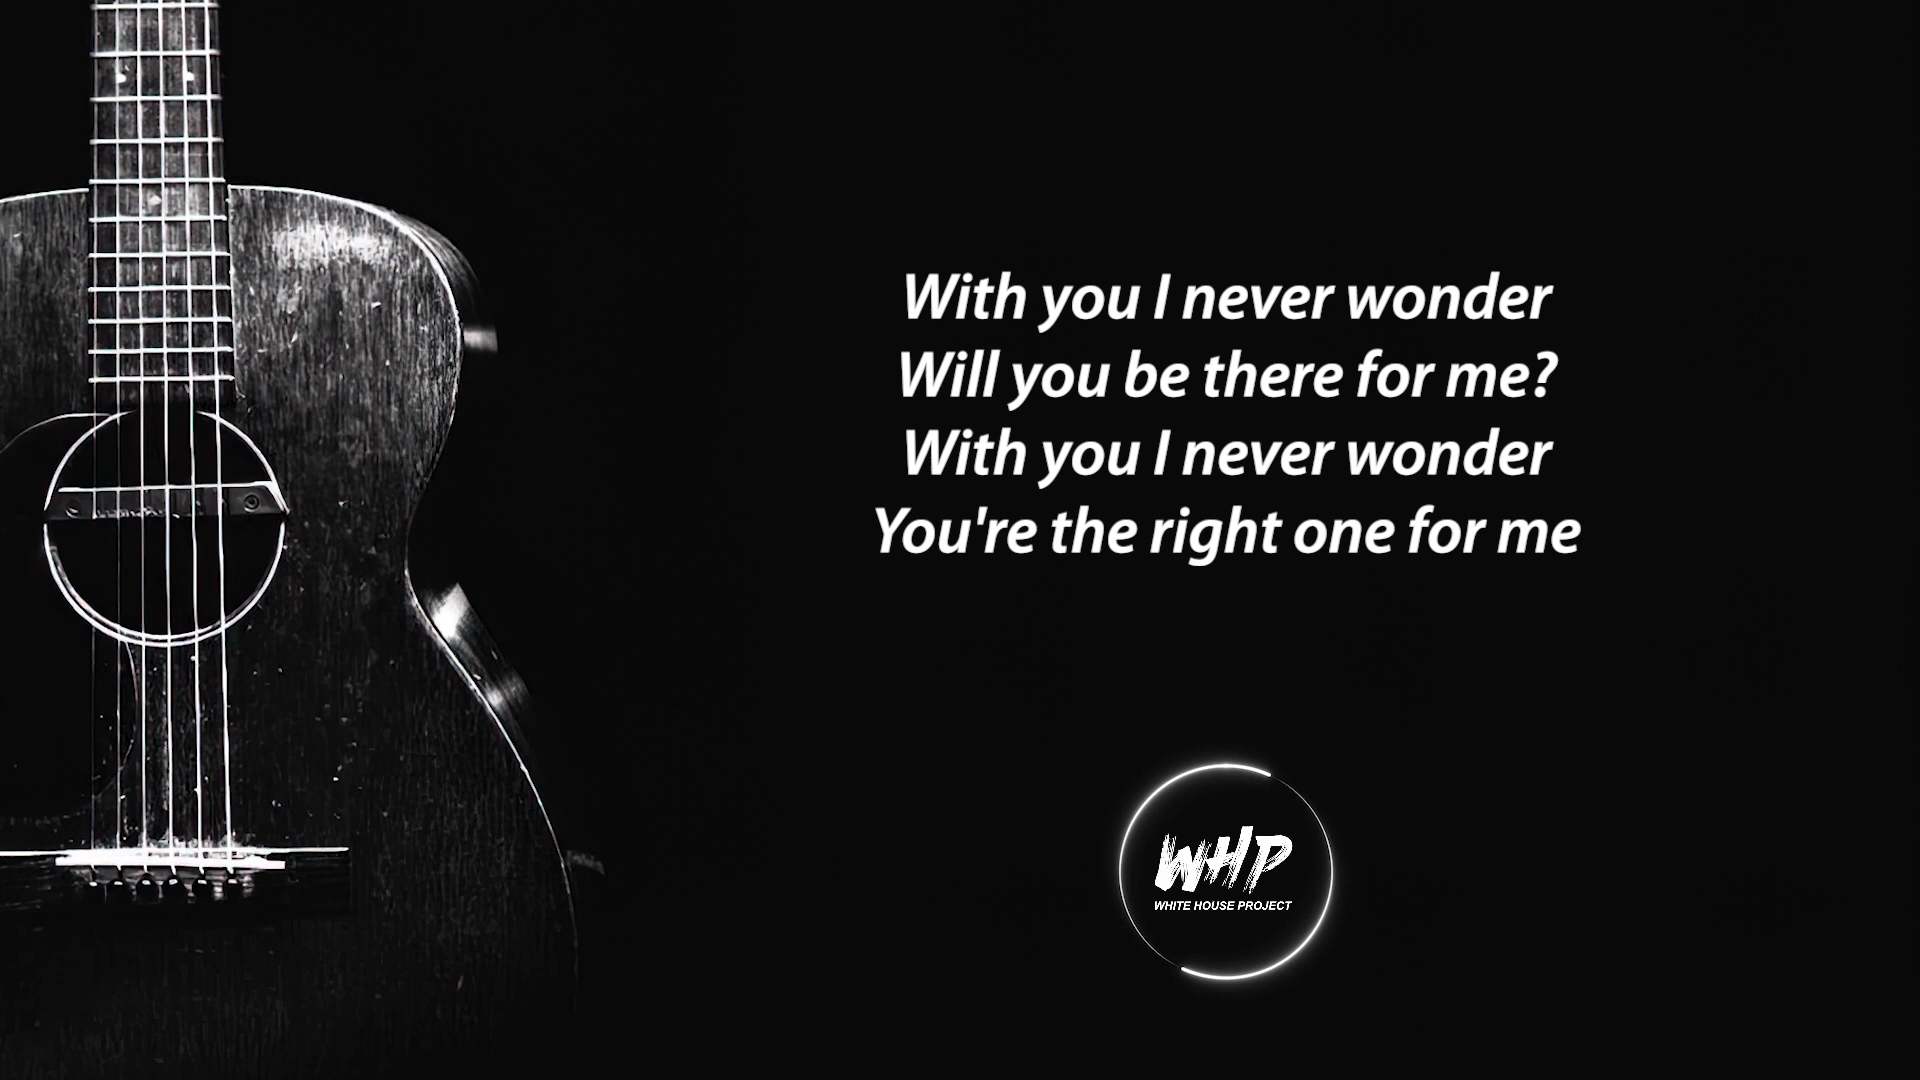 With you I never wonder
Will you be there for me?
With you I never wonder
You're the right one for me
WHP
WHITE HOUSE PROJECT